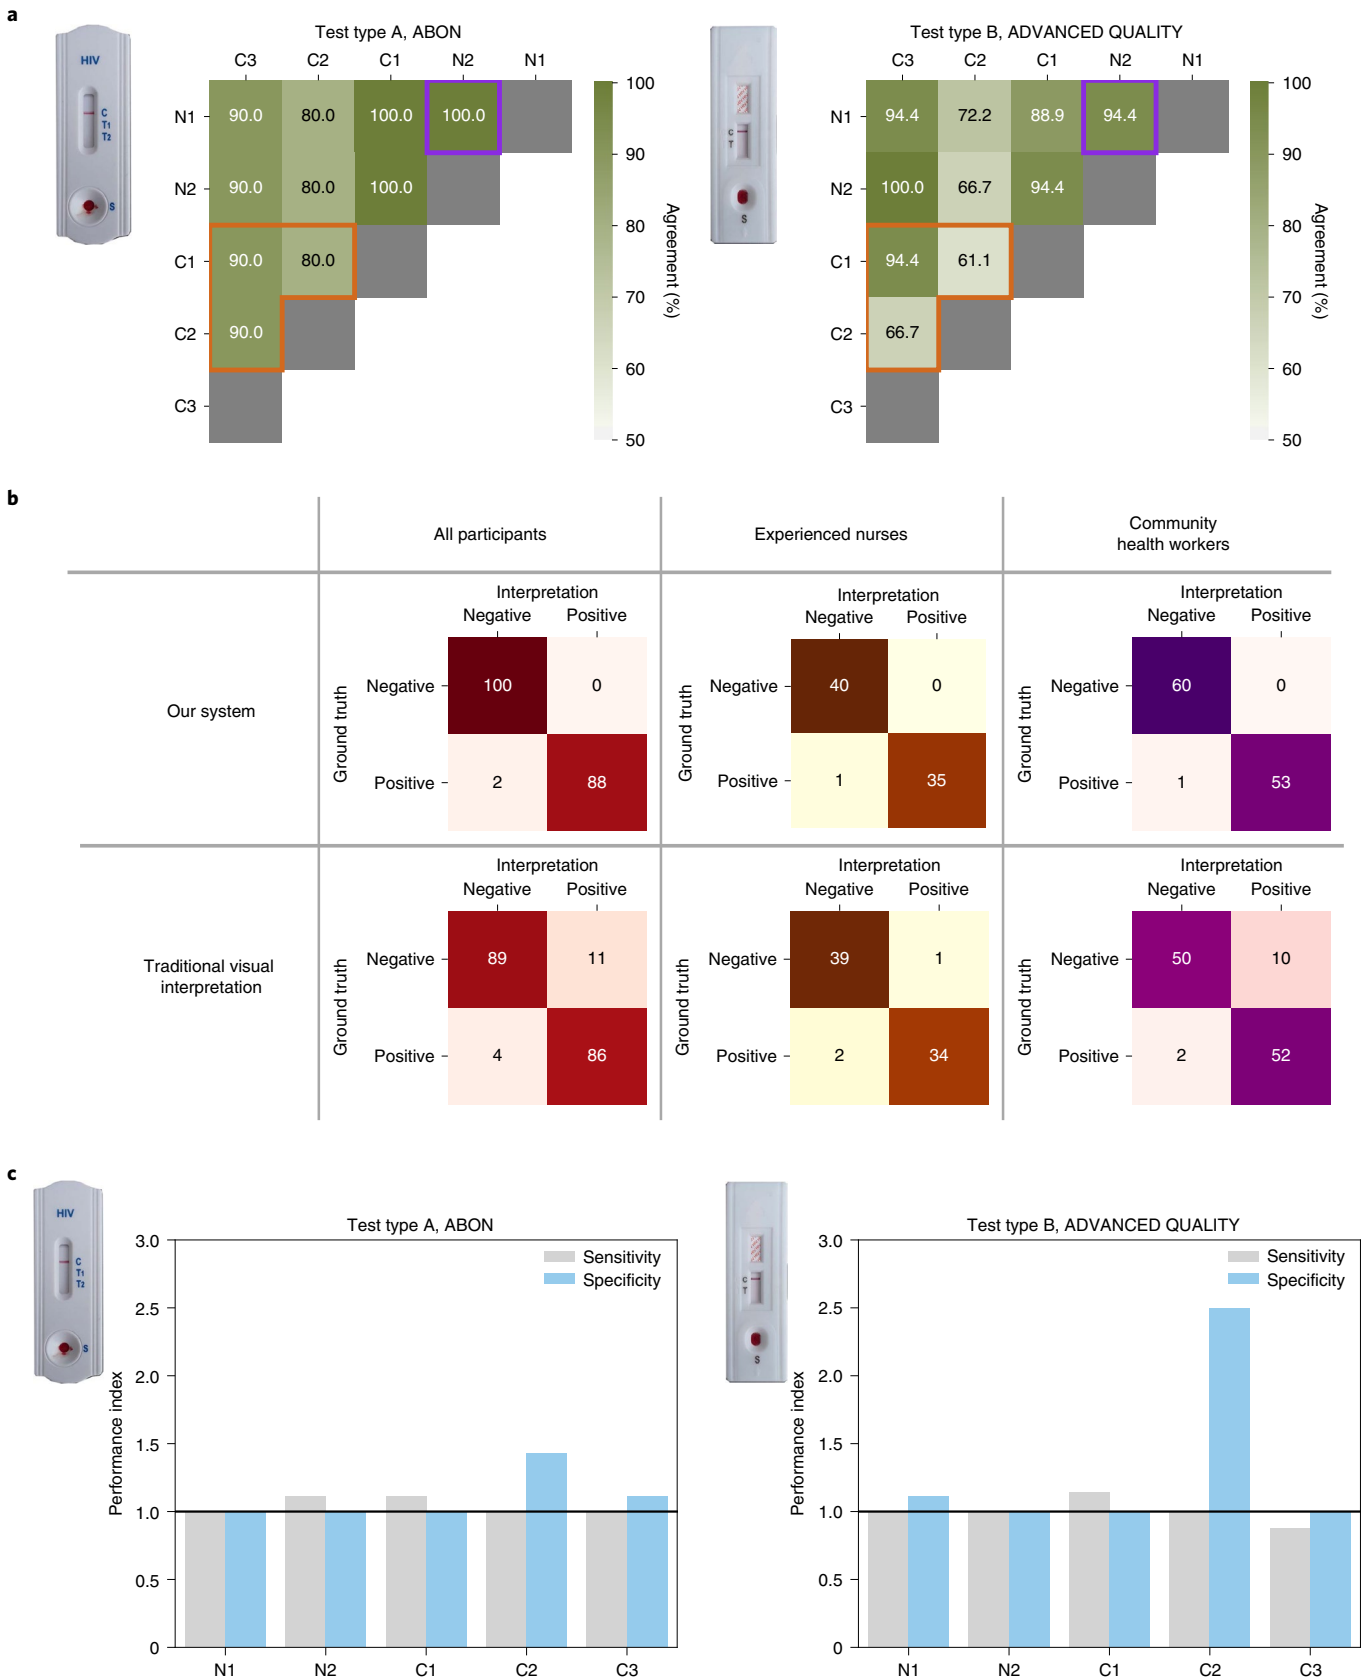 a
Test type A, ABON
C3 C2 C1 N2 N1
HIV
C
T1
T2
S
N1 90.0 80.0 100.0 100.0
N2 90.0 80.0 100.0
C1 90.0 80.0
C2 90.0
C3
100
90
80
70
60
50
Agreement (%)
Test type B, ADVANCED QUALITY
C3 C2 C1 N2 N1
C
T
S
N1 94.4 72.2 88.9 94.4
N2 100.0 66.7 94.4
C1 94.4 61.1
C2 66.7
C3
100
90
80
70
60
50
Agreement (%)
b
All participants
Experienced nurses
Community
health workers
Our system
Interpretation
Negative Positive
Ground truth
Negative 100 0
Positive 2 88
Interpretation
Negative Positive
Ground truth
Negative 40 0
Positive 1 35
Interpretation
Negative Positive
Ground truth
Negative 60 0
Positive 1 53
Traditional visual
interpretation
Interpretation
Negative Positive
Ground truth
Negative 89 11
Positive 4 86
Interpretation
Negative Positive
Ground truth
Negative 39 1
Positive 2 34
Interpretation
Negative Positive
Ground truth
Negative 50 10
Positive 2 52
c
HIV
C
T1
T2
S
Test type A, ABON
Sensitivity
Specificity
Performance index
3.0
2.5
2.0
1.5
1.0
0.5
0
N1 N2 C1 C2 C3
C
T
S
Test type B, ADVANCED QUALITY
Sensitivity
Specificity
Performance index
3.0
2.5
2.0
1.5
1.0
0.5
0
N1 N2 C1 C2 C3